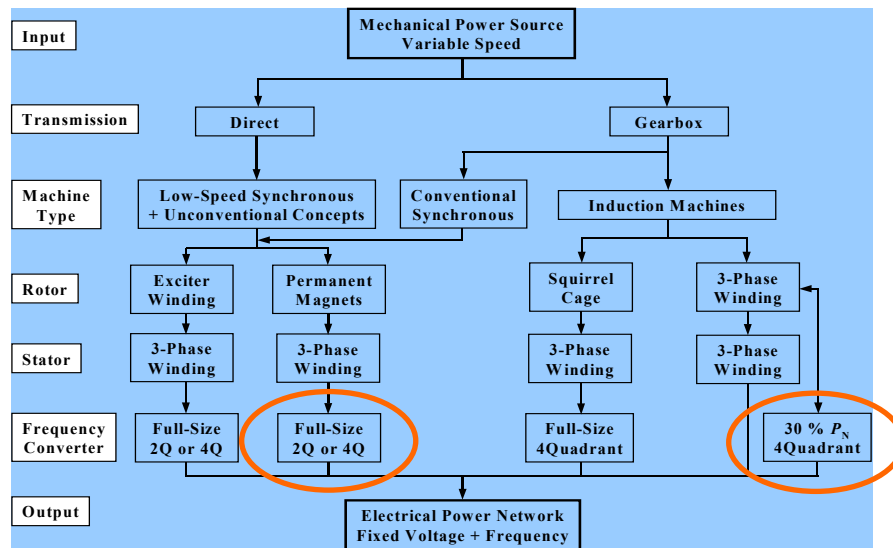 Input
Mechanical Power Source
Variable Speed
Transmission
Direct
Gearbox
Machine
Type
Low-Speed Synchronous
+ Unconventional Concepts
Conventional
Synchronous
Induction Machines
Rotor
Exciter
Winding
Permanent
Magnets
Squirrel
Cage
3-Phase
Winding
Stator
3-Phase
Winding
3-Phase
Winding
3-Phase
Winding
3-Phase
Winding
Frequency
Converter
Full-Size
2Q or 4Q
Full-Size
2Q or 4Q
Full-Size
4Quadrant
30 % PN
4Quadrant
Output
Electrical Power Network
Fixed Voltage + Frequency